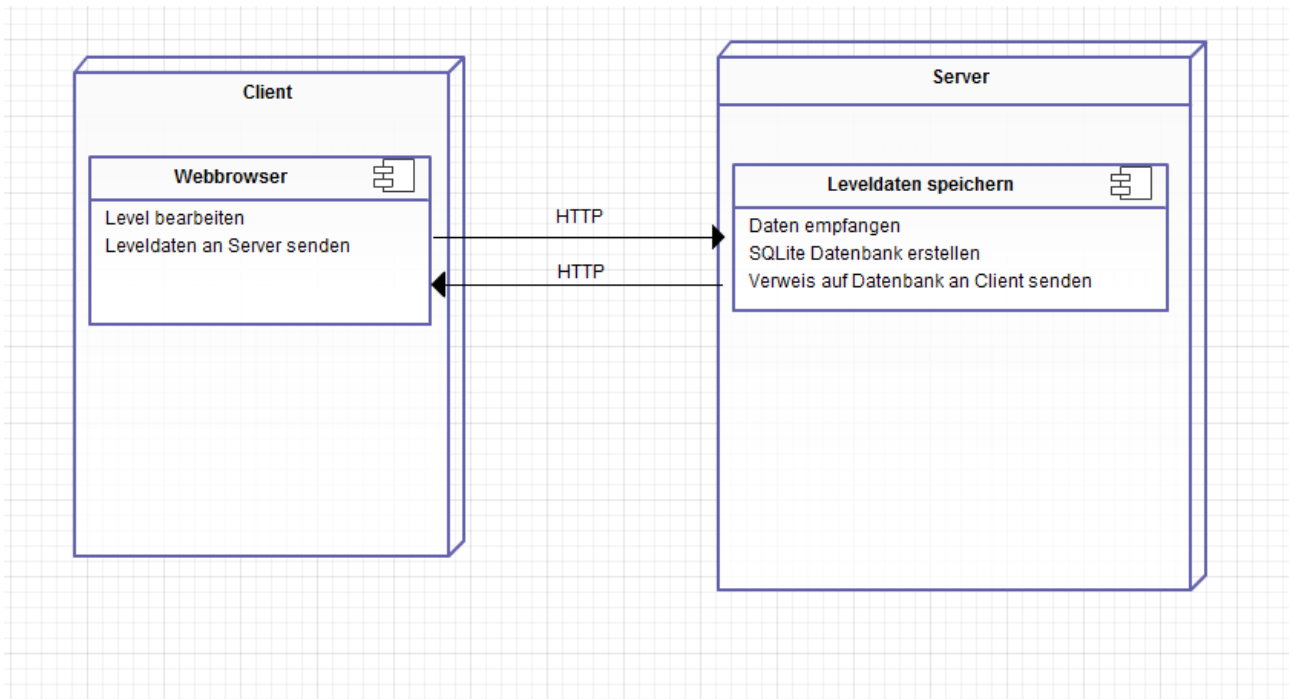 Client
Webbrowser
Level bearbeiten
Leveldaten an Server senden
HTTP
HTTP
Server
Leveldaten speichern
Daten empfangen
SQLite Datenbank erstellen
Verweis auf Datenbank an Client senden